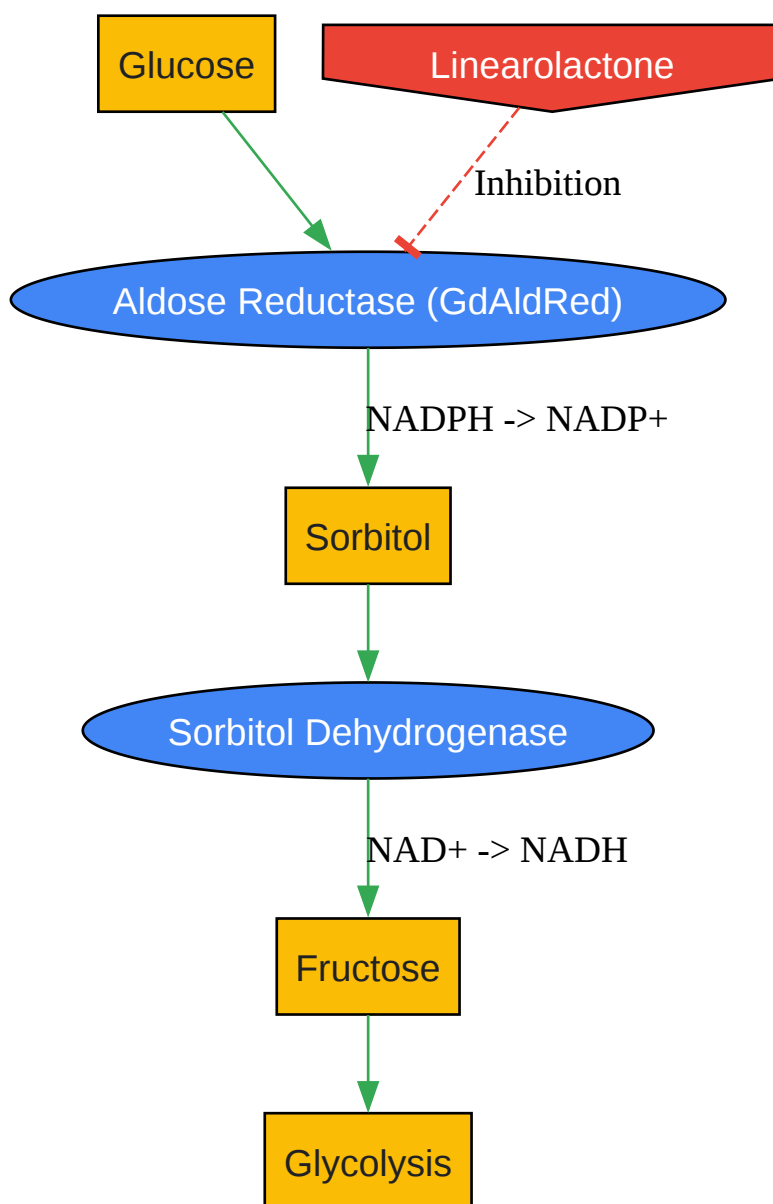 Glucose
Linearolactone
Inhibition
Aldose Reductase (GdAldRed)
NADPH -> NADP+
Sorbitol
Sorbitol Dehydrogenase
NAD+ -> NADH
Fructose
Glycolysis